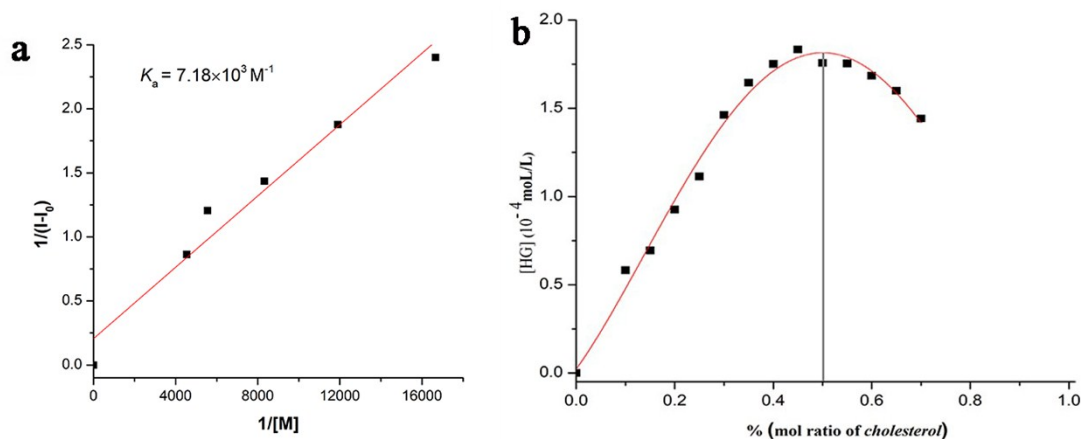 a
2.5
2.0
1.5
1.0
0.5
0.0
1/(I-I₀)
Kₐ = 7.18×10³ M⁻¹
0 4000 8000 12000 16000
1/[M]
b
2.0
1.5
1.0
0.5
0.0
[HG] (10⁻⁴ moL/L)
0.0 0.2 0.4 0.6 0.8 1.0
% (mol ratio of cholesterol)